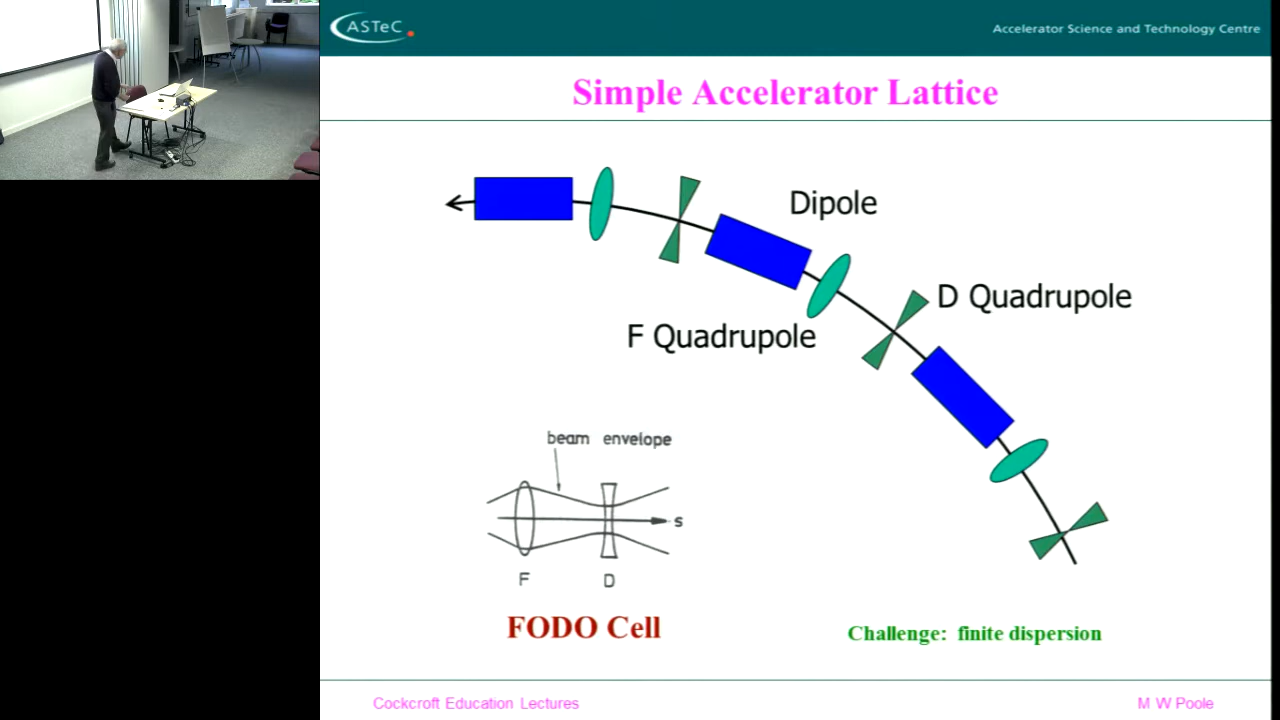 ASTeC
Accelerator Science and Technology Centre
Simple Accelerator Lattice
Dipole
D Quadrupole
F Quadrupole
beam envelope
s
F D
FODO Cell
Challenge: finite dispersion
Cockcroft Education Lectures
M W Poole